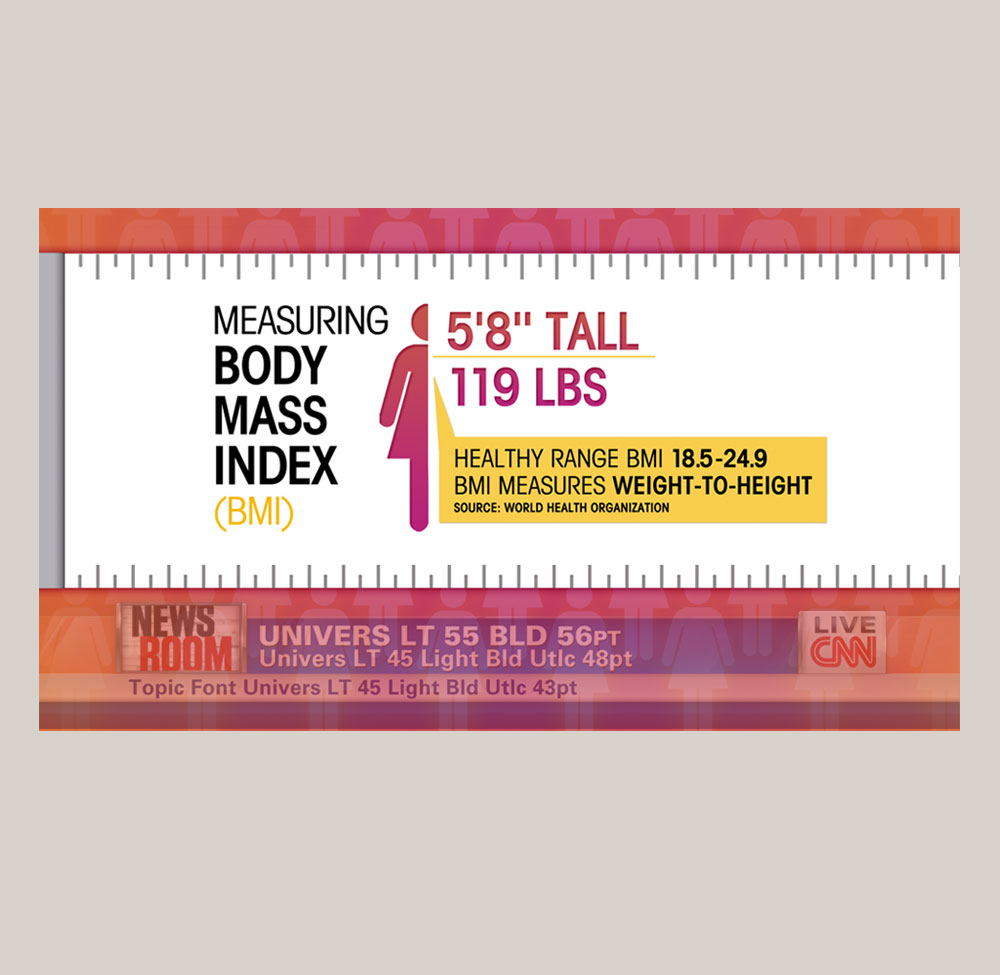 MEASURING
BODY
MASS
INDEX
(BMI)
5'8" TALL
119 LBS
HEALTHY RANGE BMI 18.5-24.9
BMI MEASURES WEIGHT-TO-HEIGHT
SOURCE: WORLD HEALTH ORGANIZATION
NEWS
ROOM
UNIVERS LT 55 BLD 56PT
Univers LT 45 Light Bld Utlc 48pt
LIVE
CNN
Topic Font Univers LT 45 Light Bld Utlc 43pt